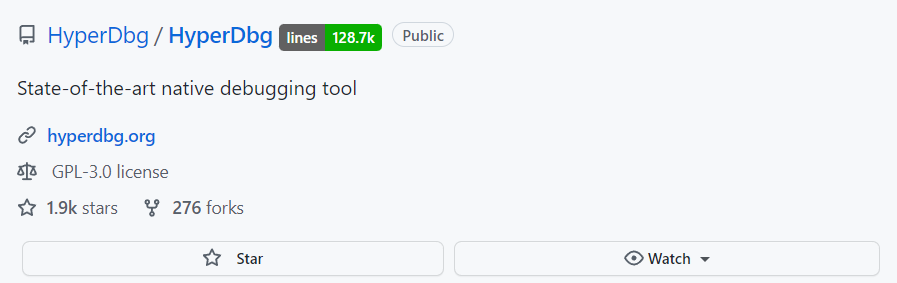 HyperDbg / HyperDbg lines 128.7k Public
State-of-the-art native debugging tool
hyperdbg.org
GPL-3.0 license
1.9k stars 276 forks
Star Watch